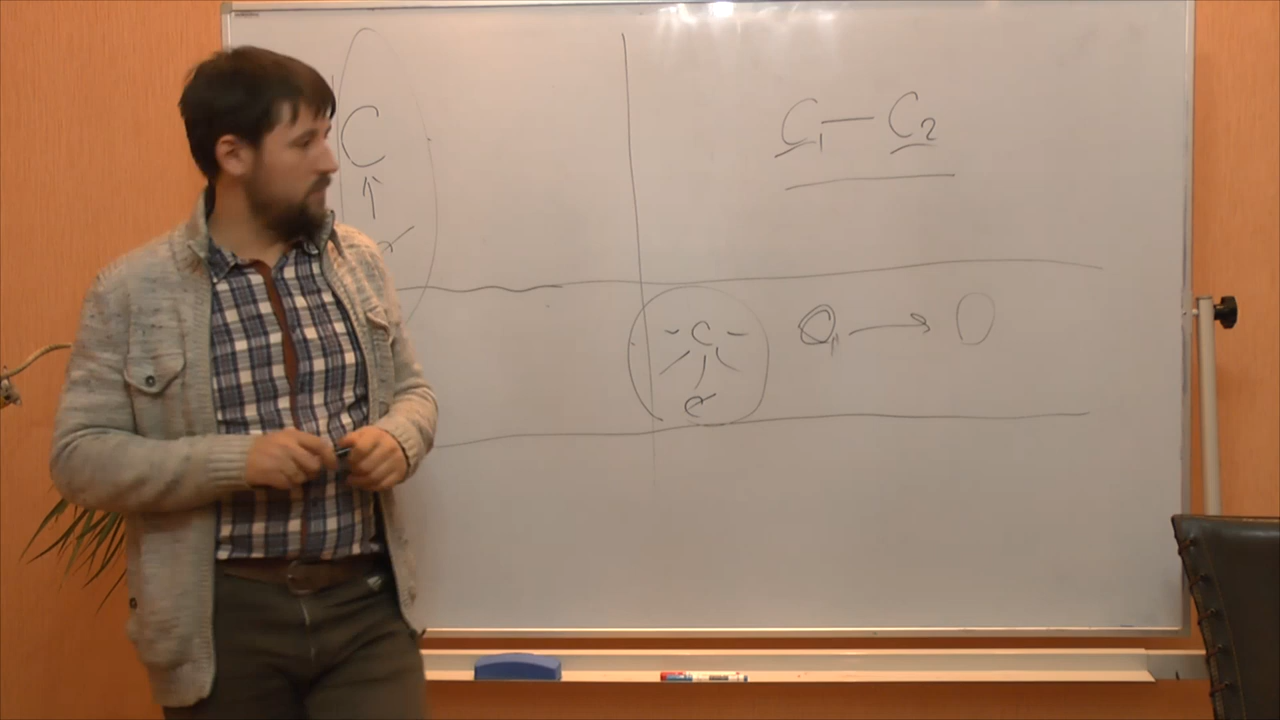 C
C₁ — C₂
C
O₁ → O